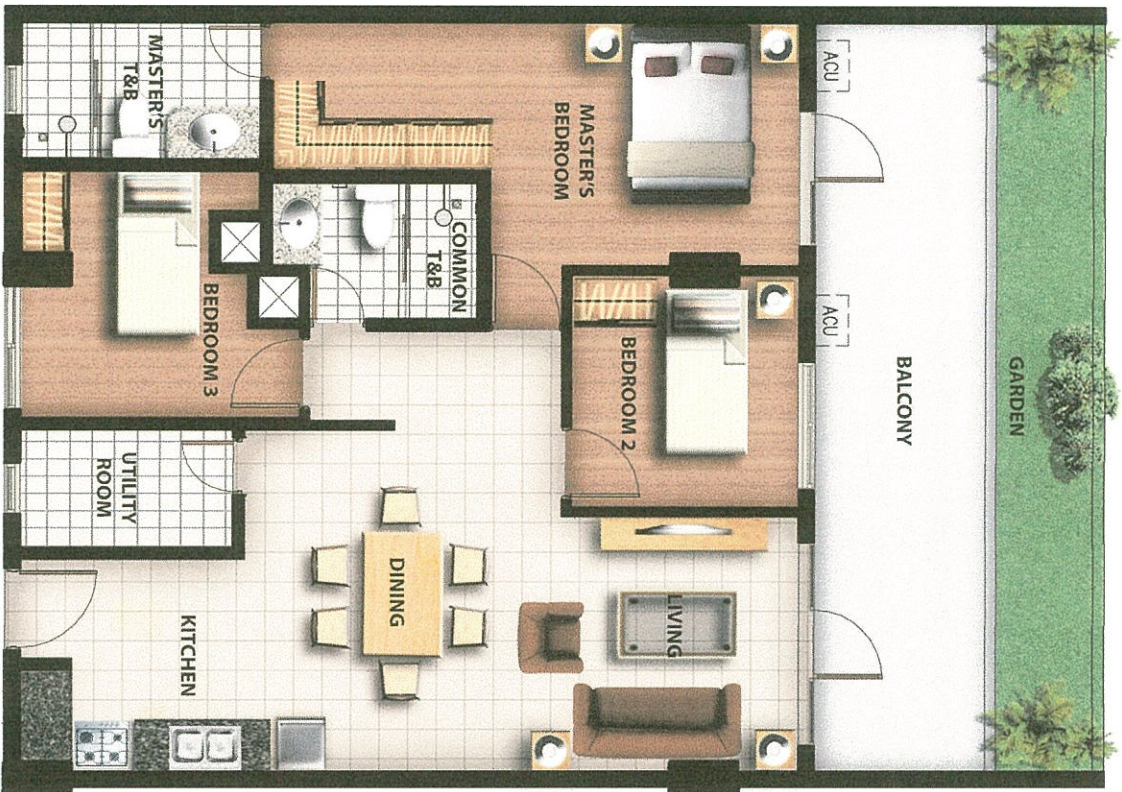 MASTER'S
T&B
MASTER'S
BEDROOM
ACU
COMMON
T&B
BEDROOM 3
BEDROOM 2
ACU
BALCONY
GARDEN
UTILITY
ROOM
DINING
LIVING
KITCHEN